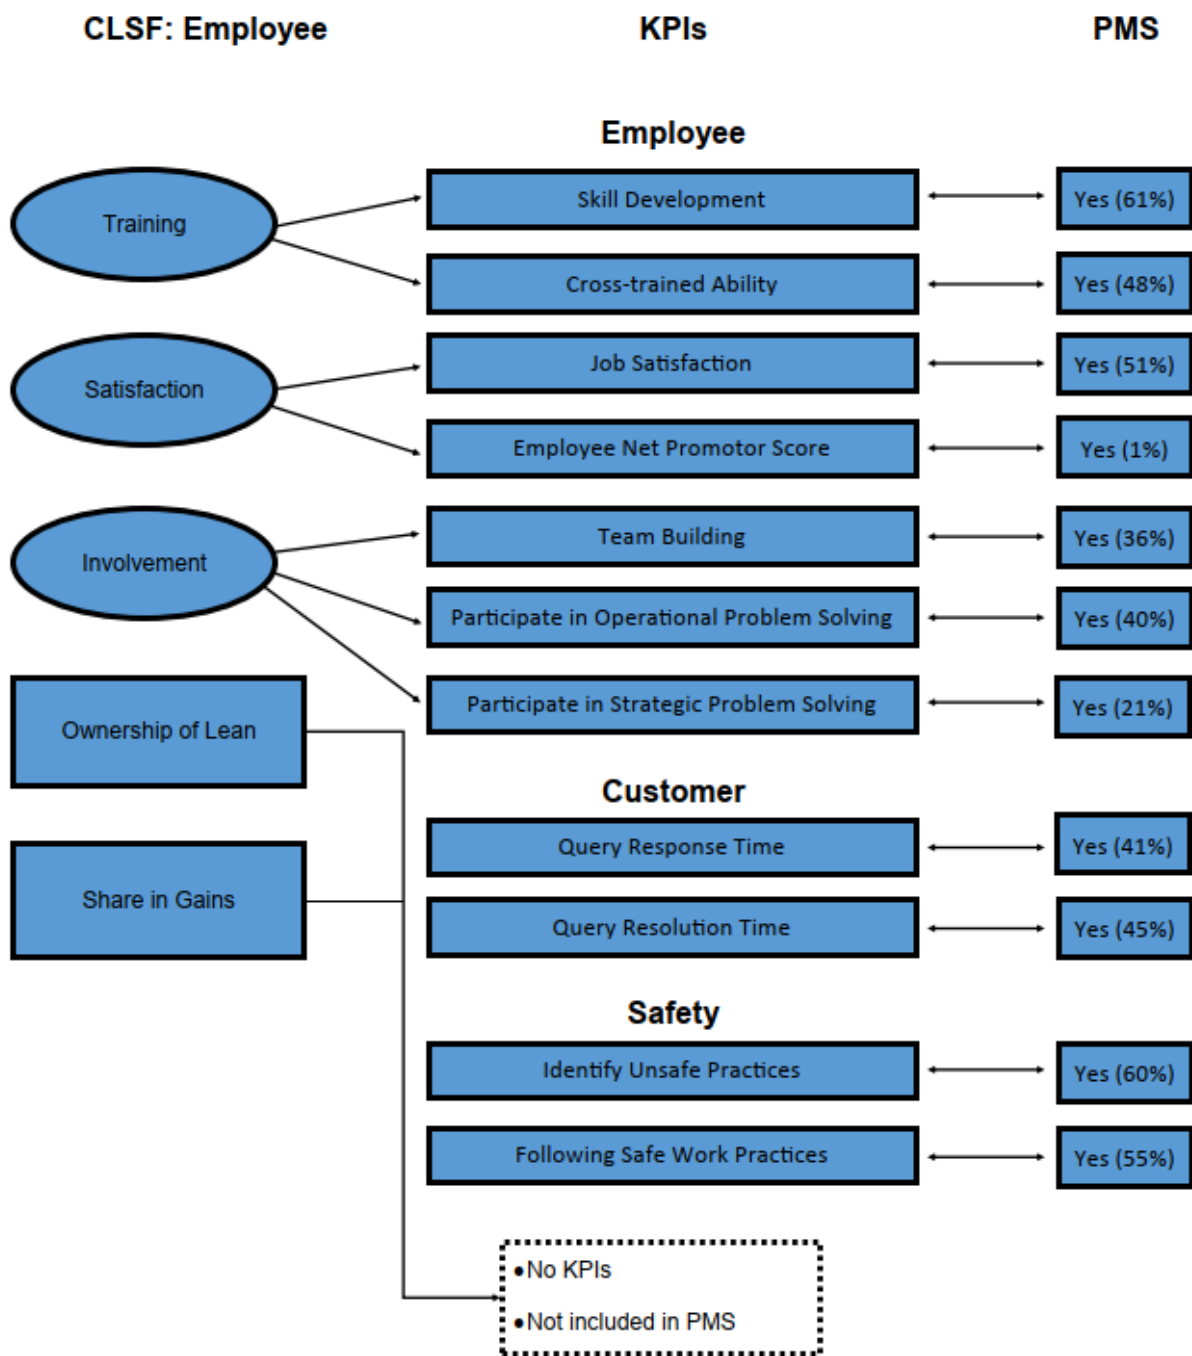 CLSF: Employee KPIs PMS
Employee
Training
Skill Development
Yes (61%)
Cross-trained Ability
Yes (48%)
Satisfaction
Job Satisfaction
Yes (51%)
Employee Net Promotor Score
Yes (1%)
Involvement
Team Building
Yes (36%)
Participate in Operational Problem Solving
Yes (40%)
Participate in Strategic Problem Solving
Yes (21%)
Ownership of Lean
Customer
Query Response Time
Yes (41%)
Share in Gains
Query Resolution Time
Yes (45%)
Safety
Identify Unsafe Practices
Yes (60%)
Following Safe Work Practices
Yes (55%)
•No KPIs
•Not included in PMS